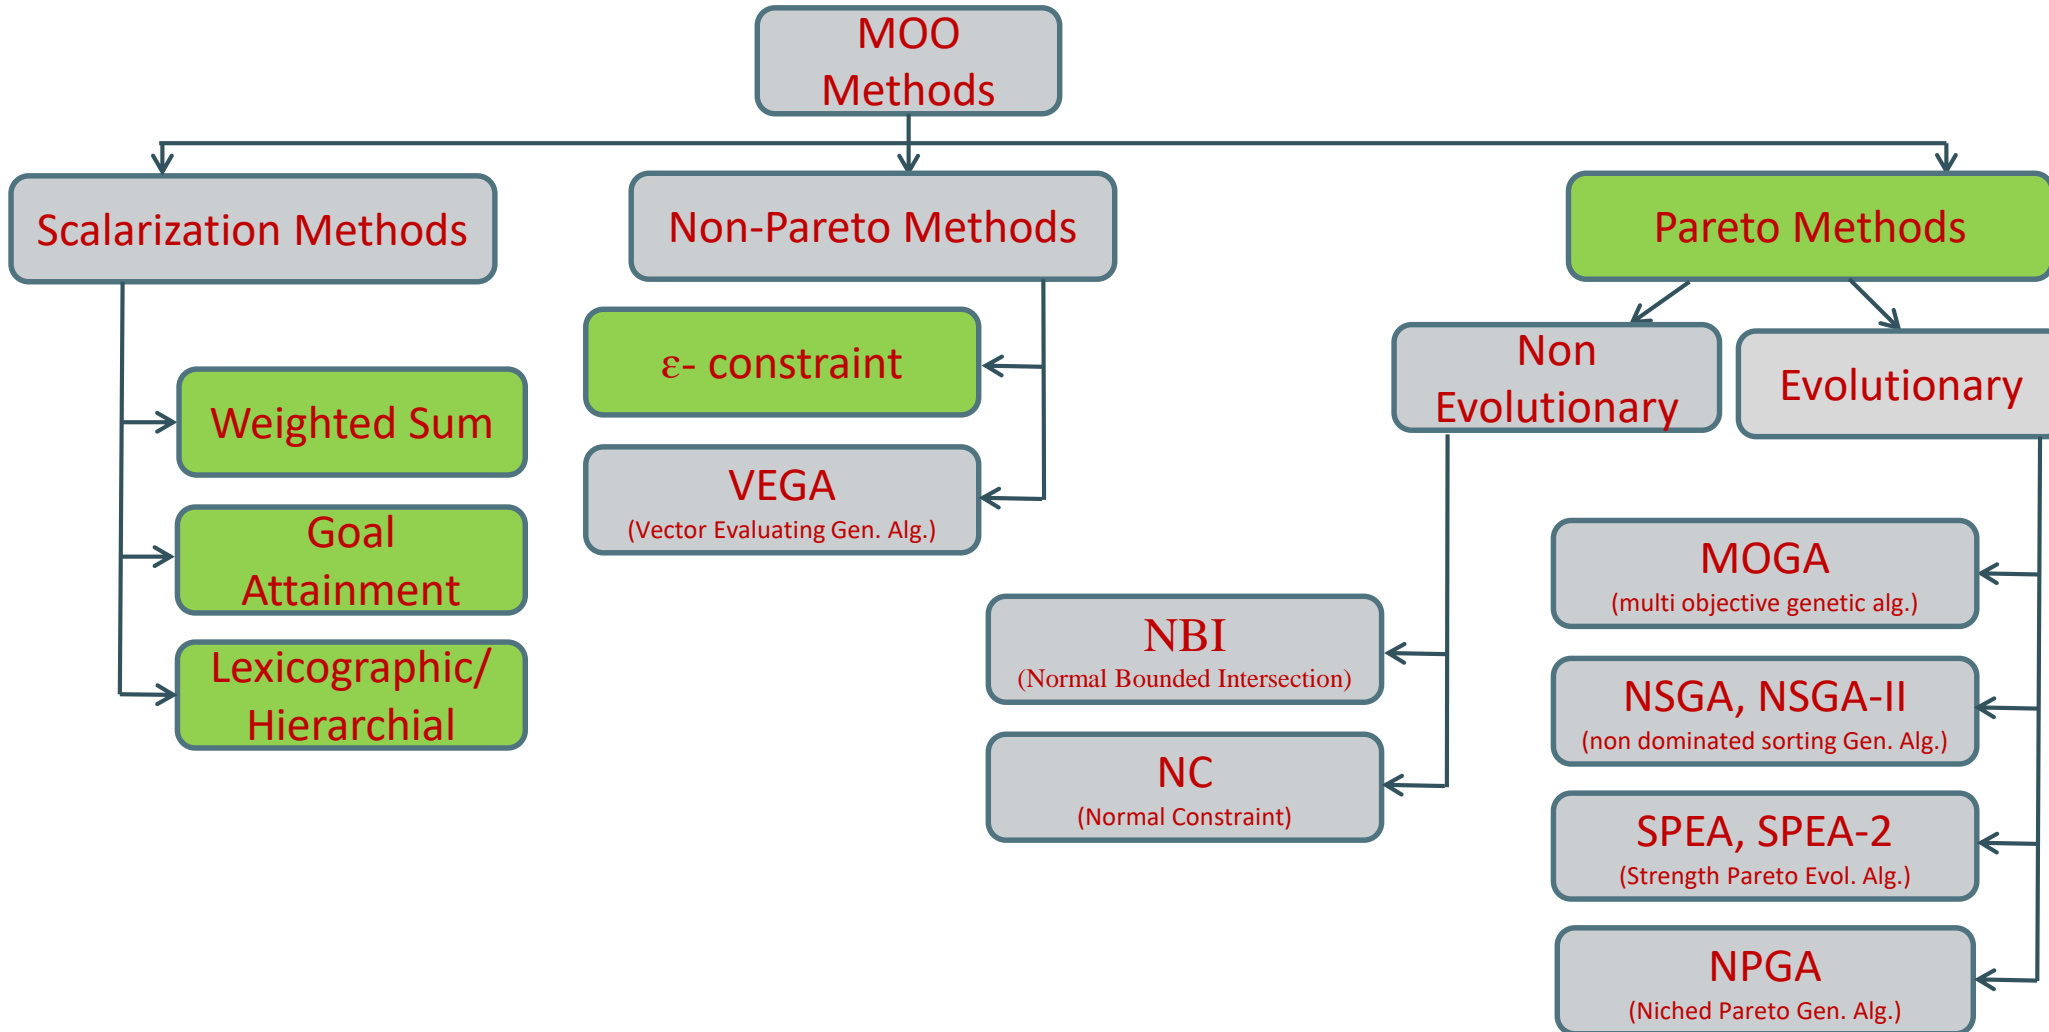 MOO
Methods
Scalarization Methods
Non-Pareto Methods
Pareto Methods
Weighted Sum
Goal
Attainment
Lexicographic/
Hierarchial
ε- constraint
VEGA
(Vector Evaluating Gen. Alg.)
Non
Evolutionary
Evolutionary
NBI
(Normal Bounded Intersection)
NC
(Normal Constraint)
MOGA
(multi objective genetic alg.)
NSGA, NSGA-II
(non dominated sorting Gen. Alg.)
SPEA, SPEA-2
(Strength Pareto Evol. Alg.)
NPGA
(Niched Pareto Gen. Alg.)